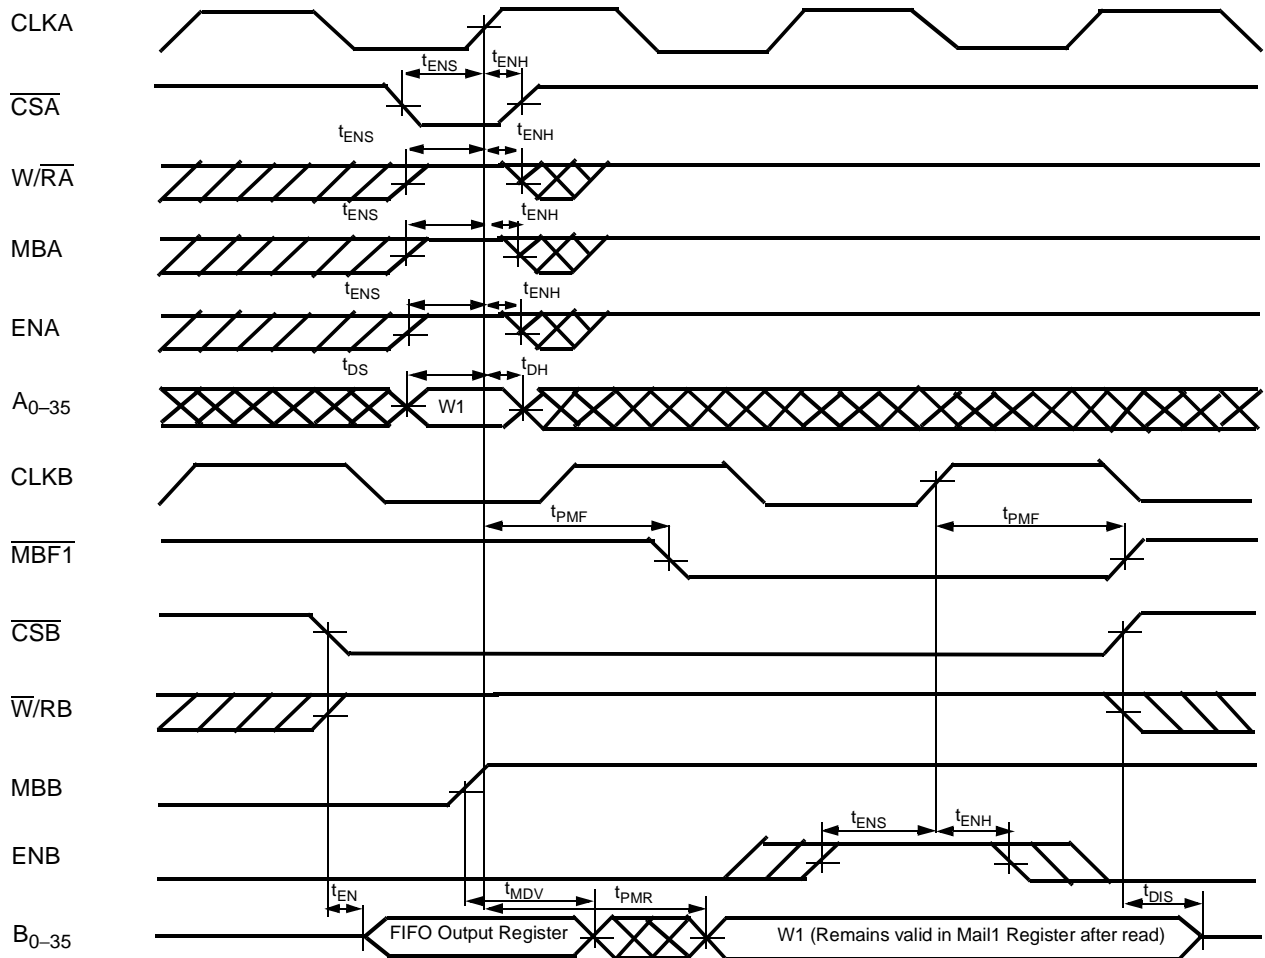 CLKA
tENS tENH
CSA
tENS tENH
W/RA
tENS tENH
MBA
tENS tENH
ENA
tDS tDH
A0–35 W1
CLKB
tPMF tPMF
MBF1
CSB
W/RB
MBB
tENS tENH
ENB
tEN tMDV tPMR tDIS
B0–35 FIFO Output Register W1 (Remains valid in Mail1 Register after read)